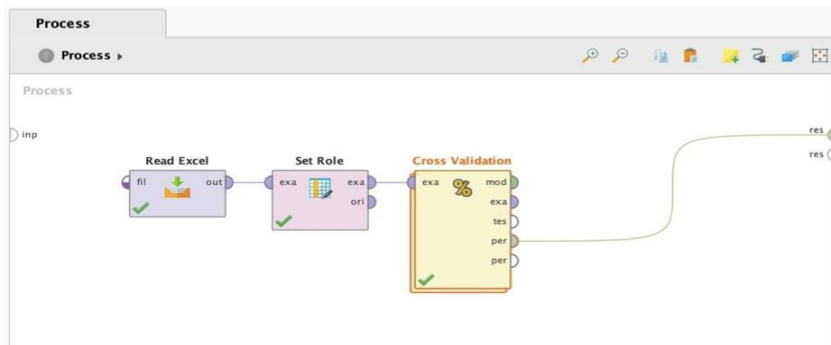 Process
Process
Process
inp
res
res
Read Excel
Set Role
Cross Validation
fil
out
exa
exa
ori
exa
mod
exa
tes
per
per